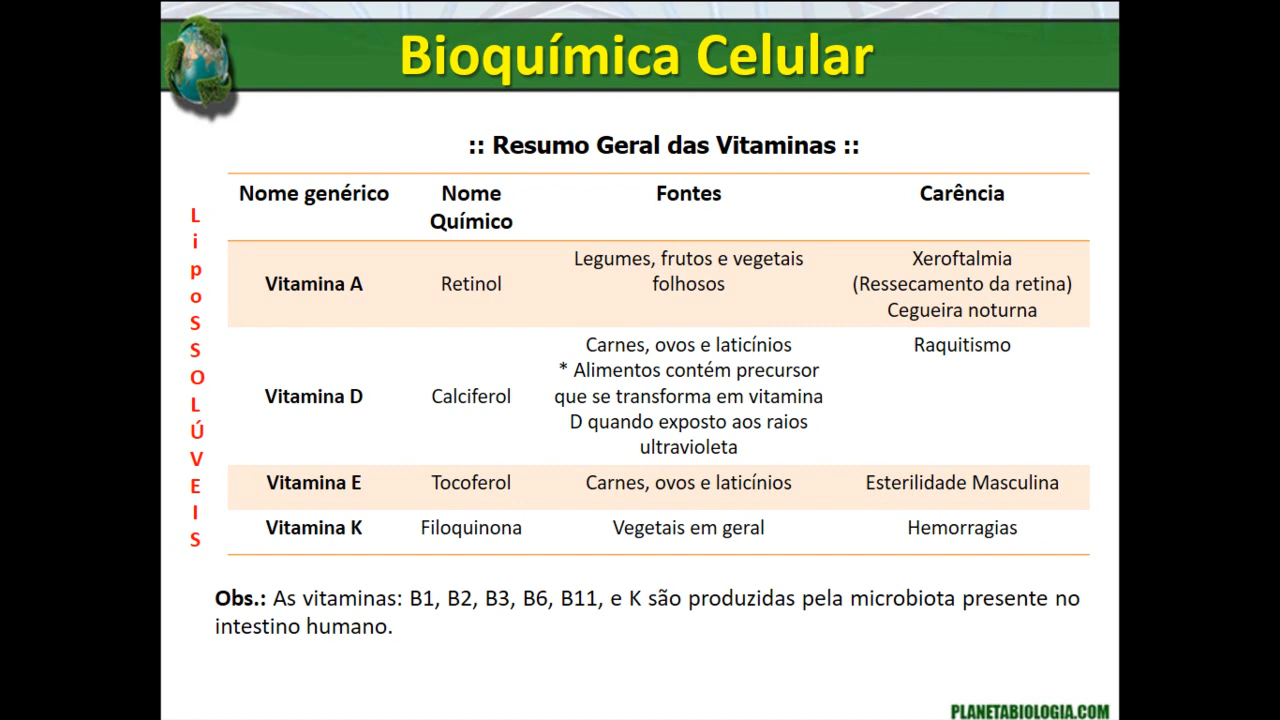 Bioquímica Celular
:: Resumo Geral das Vitaminas ::
LipoSSOLÚVEIS
Nome genérico
Nome
Químico
Fontes
Carência
Vitamina A
Retinol
Legumes, frutos e vegetais
folhosos
Xeroftalmia
(Ressecamento da retina)
Cegueira noturna
Vitamina D
Calciferol
Carnes, ovos e laticínios
* Alimentos contém precursor
que se transforma em vitamina
D quando exposto aos raios
ultravioleta
Raquitismo
Vitamina E
Tocoferol
Carnes, ovos e laticínios
Esterilidade Masculina
Vitamina K
Filoquinona
Vegetais em geral
Hemorragias
Obs.: As vitaminas: B1, B2, B3, B6, B11, e K são produzidas pela microbiota presente no
intestino humano.
PLANETABIOLOGIA.COM